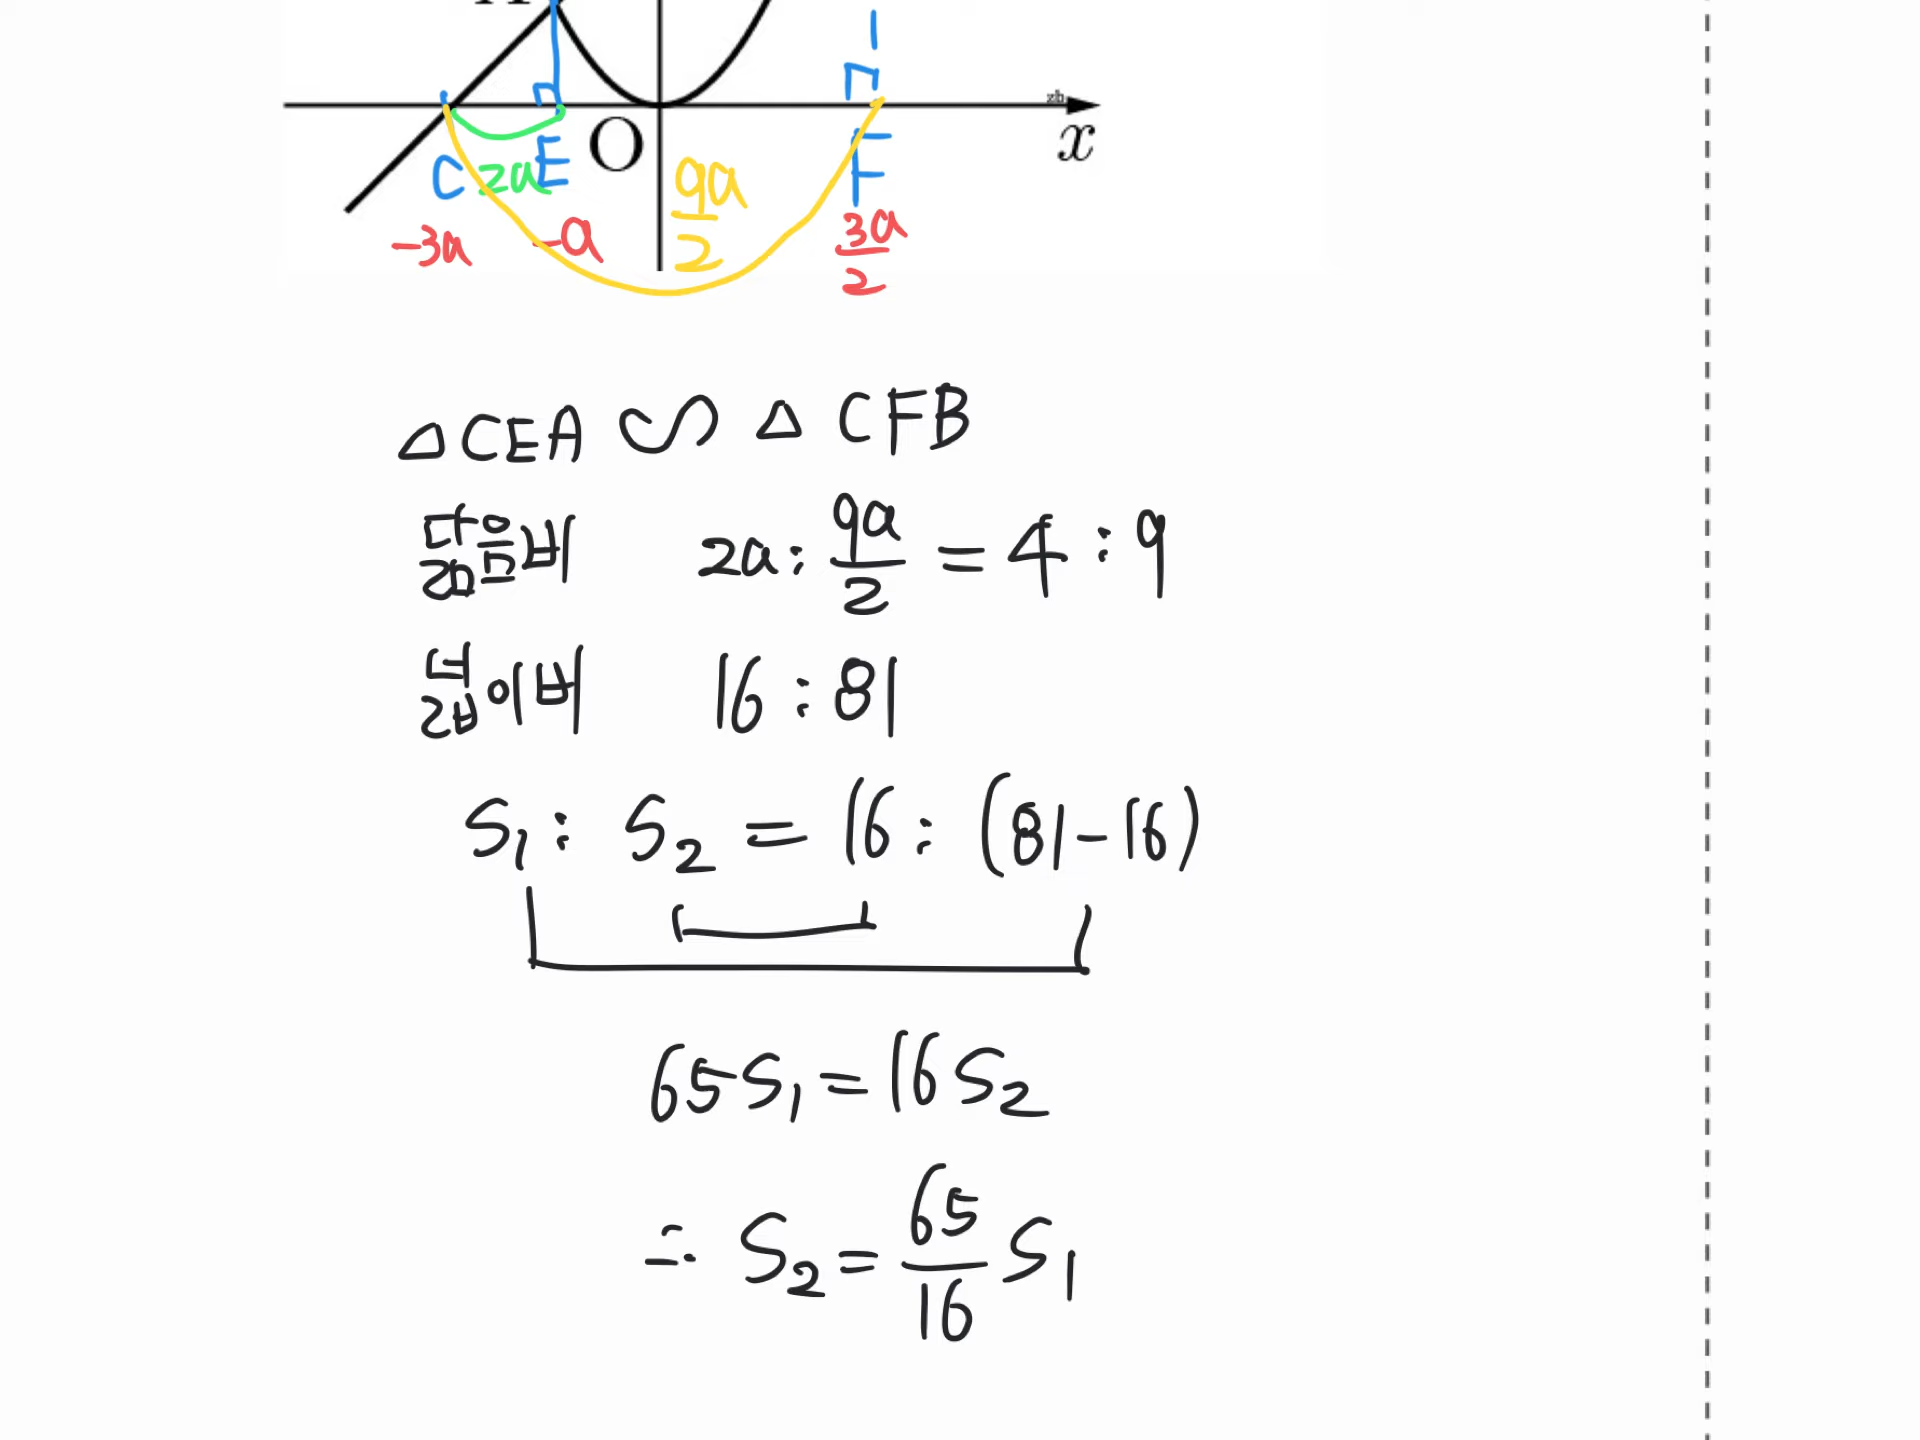 x
O
C 2a E 9a/2 F
-3a -a 3a/2
△CEA ∽ △CFB
닮음비 2a : 9a/2 = 4 : 9
넓이비 16 : 81
S₁ : S₂ = 16 : (81-16)
65S₁ = 16S₂
∴ S₂ = 65/16 S₁